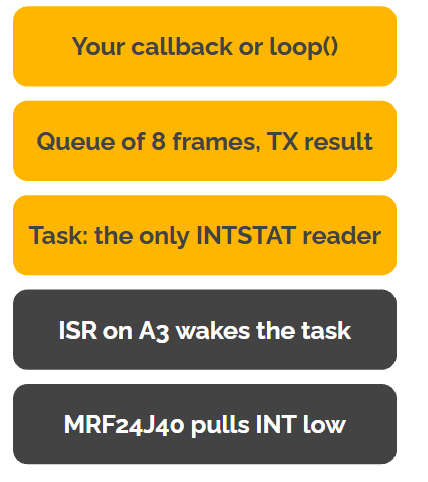 Your callback or loop()
Queue of 8 frames, TX result
Task: the only INTSTAT reader
ISR on A3 wakes the task
MRF24J40 pulls INT low